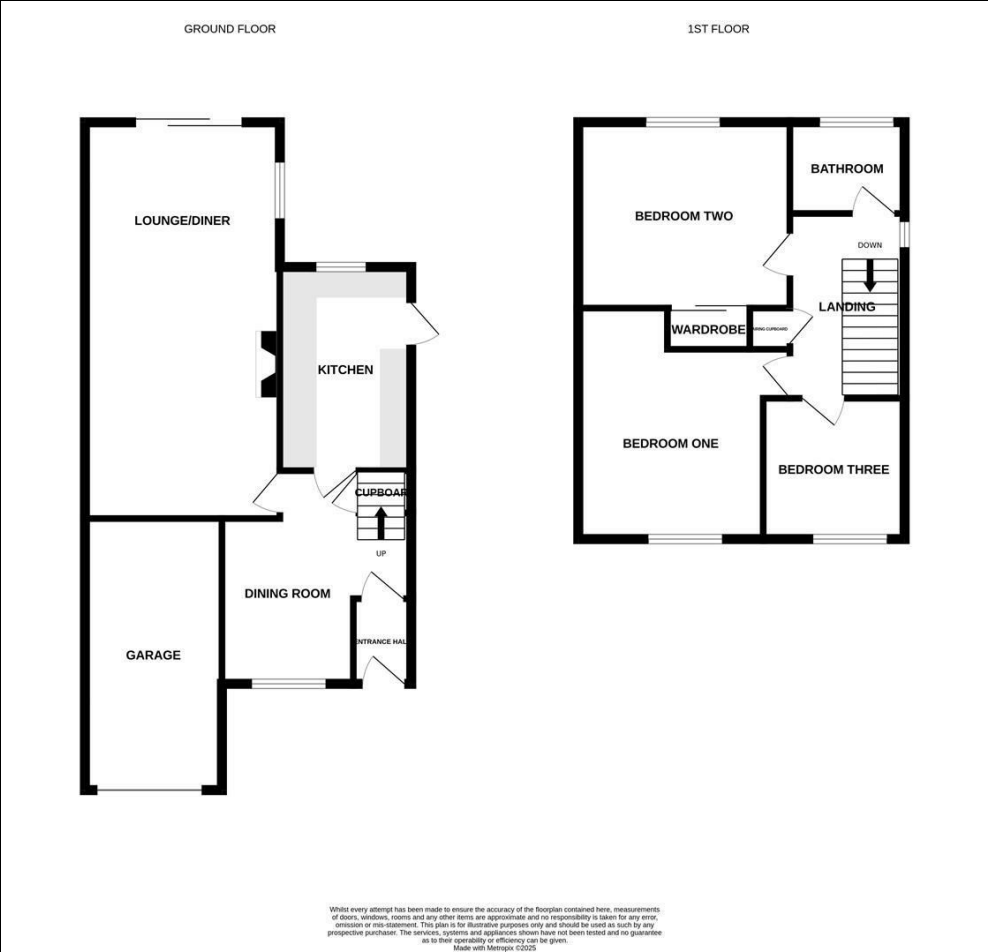 GROUND FLOOR
1ST FLOOR
LOUNGE/DINER
KITCHEN
CUPBOAR
UP
DINING ROOM
ENTRANCE HAL
GARAGE
BATHROOM
BEDROOM TWO
DOWN
LANDING
WARDROBE
CUPBOARD
BEDROOM ONE
BEDROOM THREE
Whilst every attempt has been made to ensure the accuracy of the floorplan contained here, measurements
of doors, windows, rooms and any other items are approximate and no responsibility is taken for any error,
omission or mis-statement. This plan is for illustrative purposes only and should be used as such by any
prospective purchaser. The services, systems and appliances shown have not been tested and no guarantee
as to their operability or efficiency can be given.
Made with Metropix ©2025